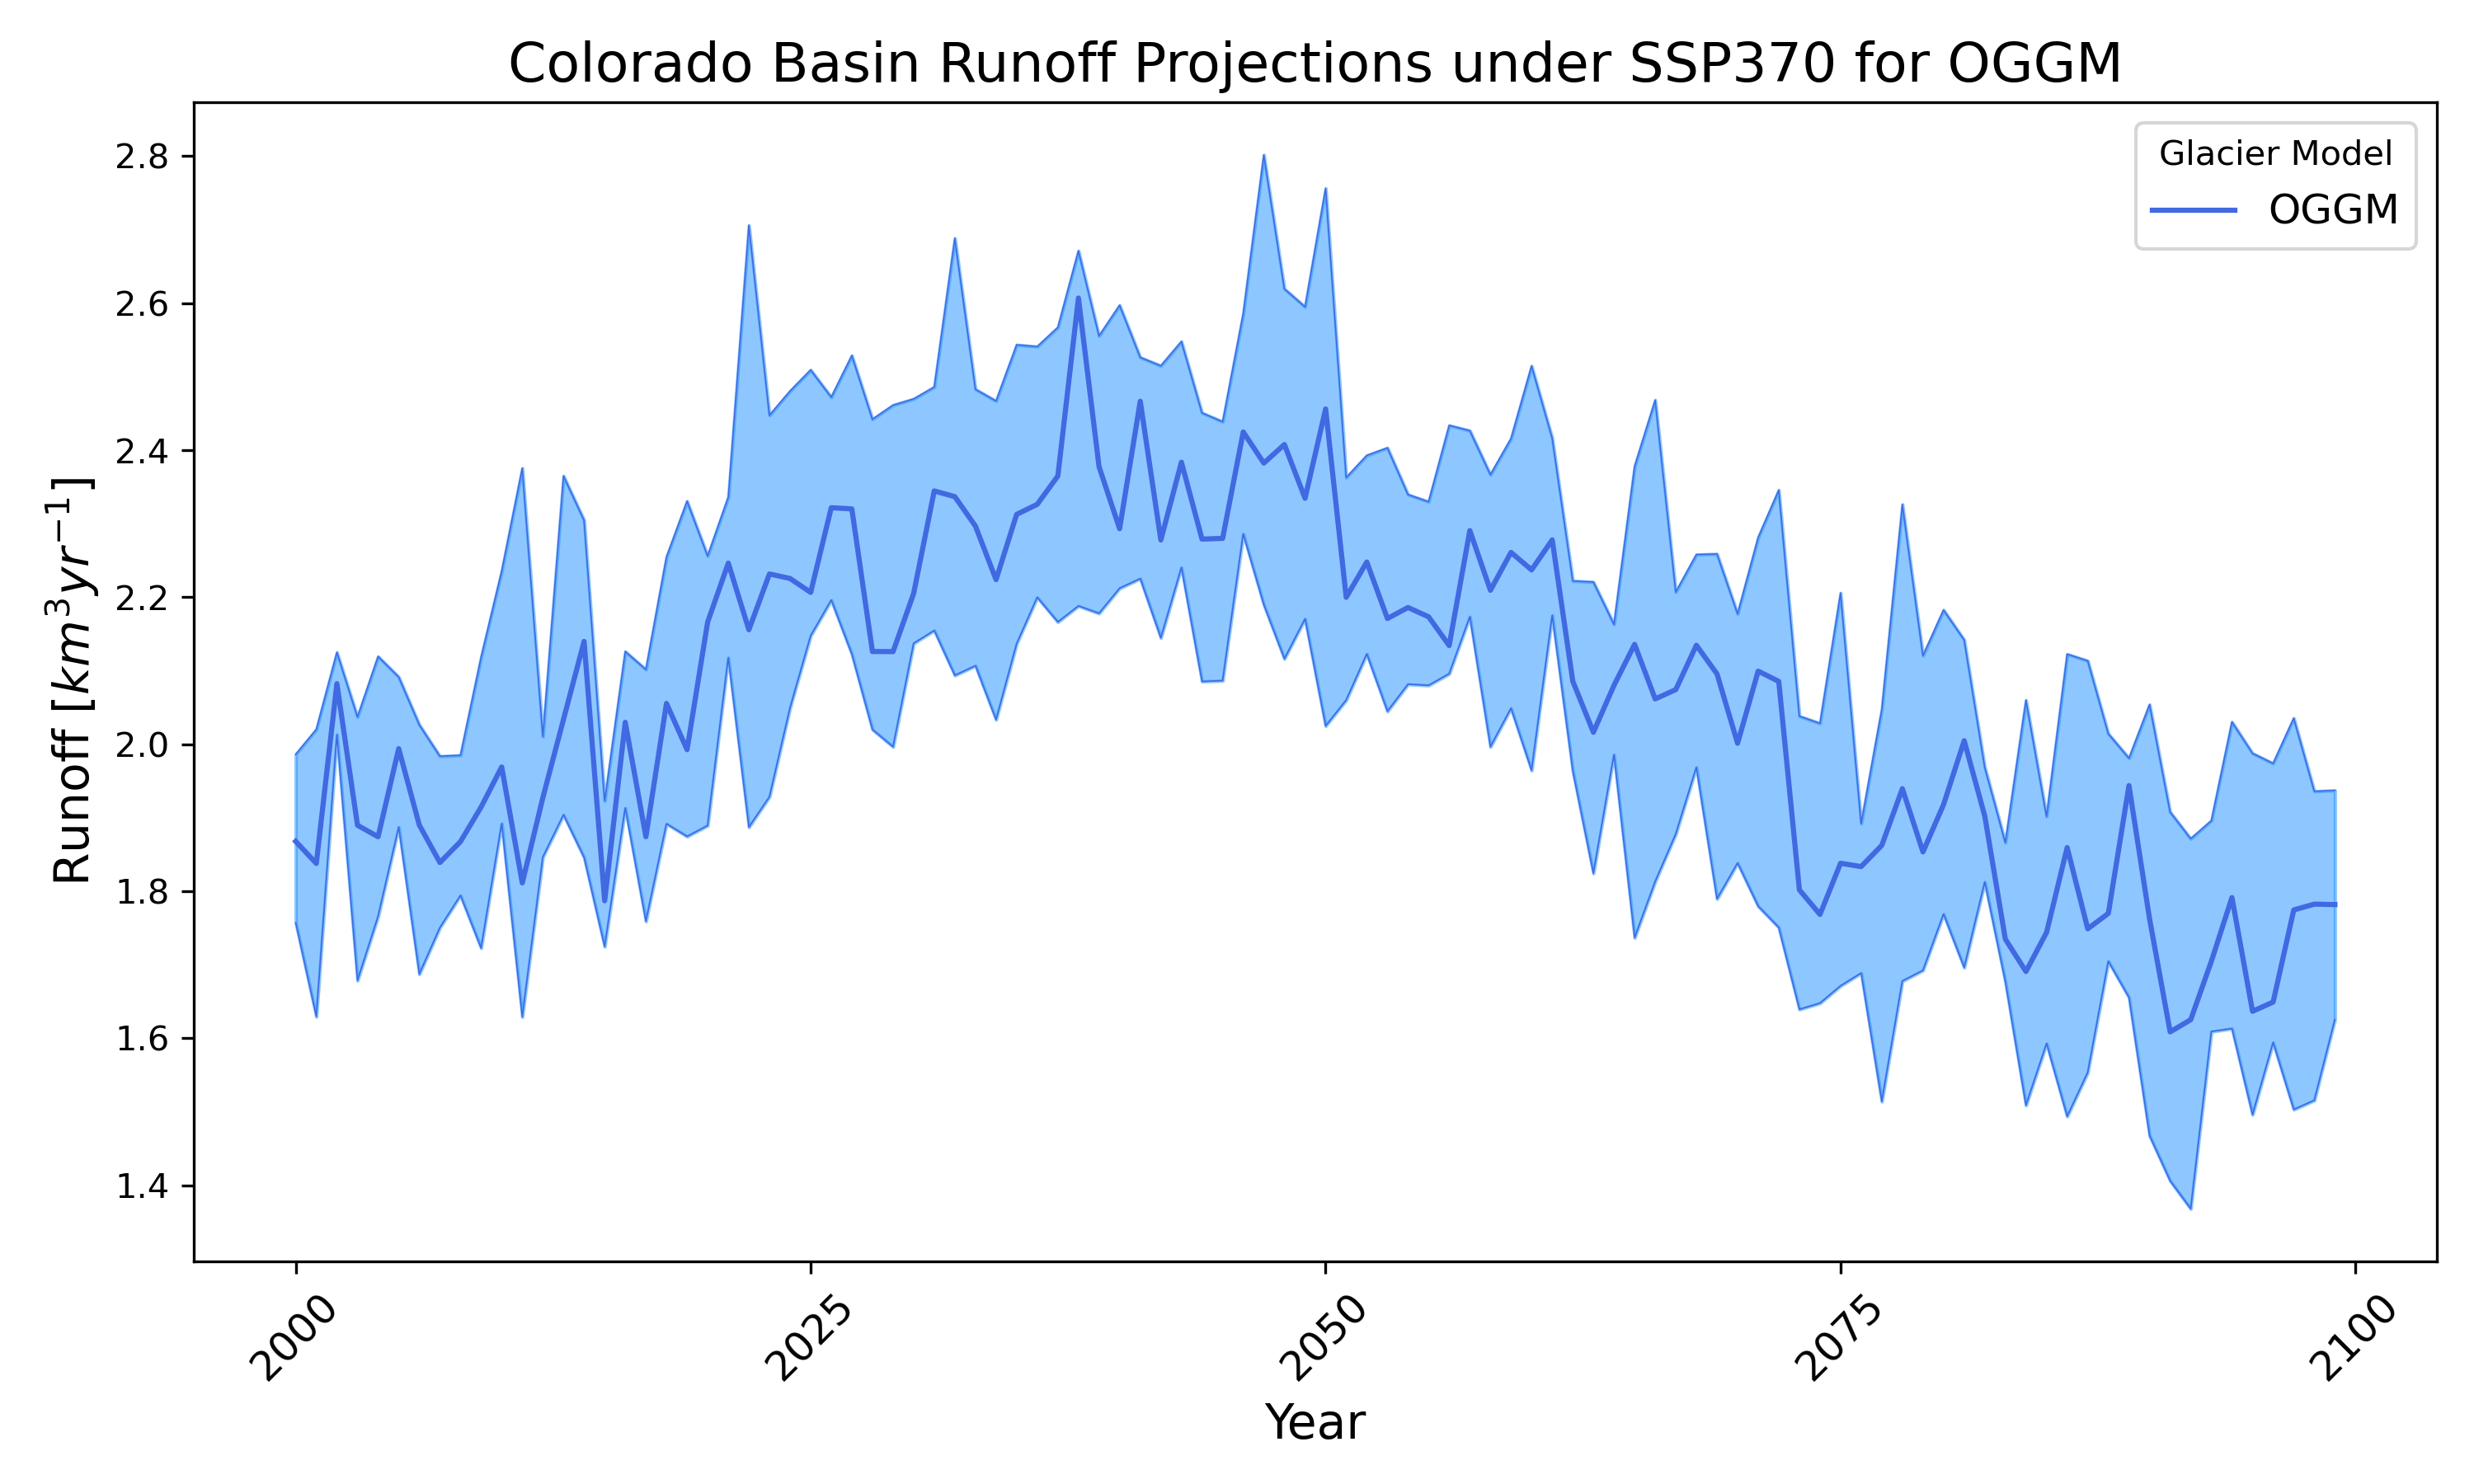 Colorado Basin Runoff Projections under SSP370 for OGGM
Glacier Model
OGGM
Runoff [km³yr⁻¹]
2.8
2.6
2.4
2.2
2.0
1.8
1.6
1.4
2000
2025
2050
2075
2100
Year